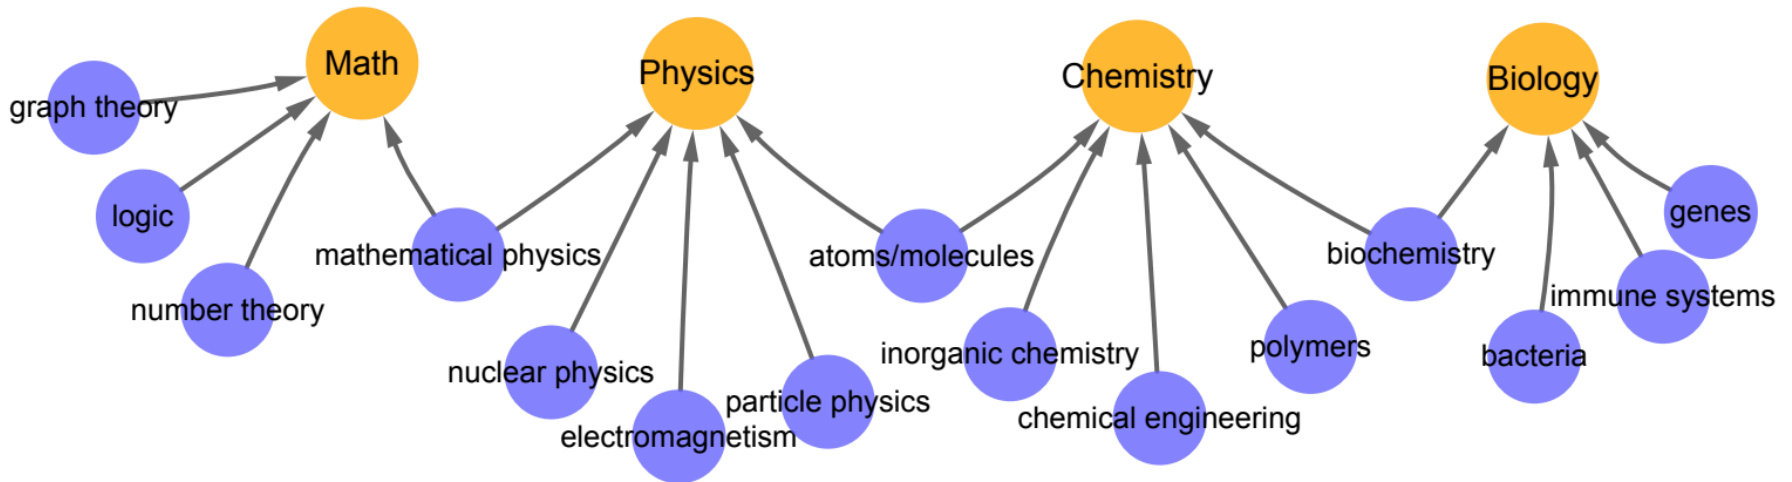 Math
Physics
Chemistry
Biology
graph theory
logic
number theory
mathematical physics
nuclear physics
electromagnetism
particle physics
atoms/molecules
inorganic chemistry
chemical engineering
polymers
biochemistry
bacteria
immune systems
genes